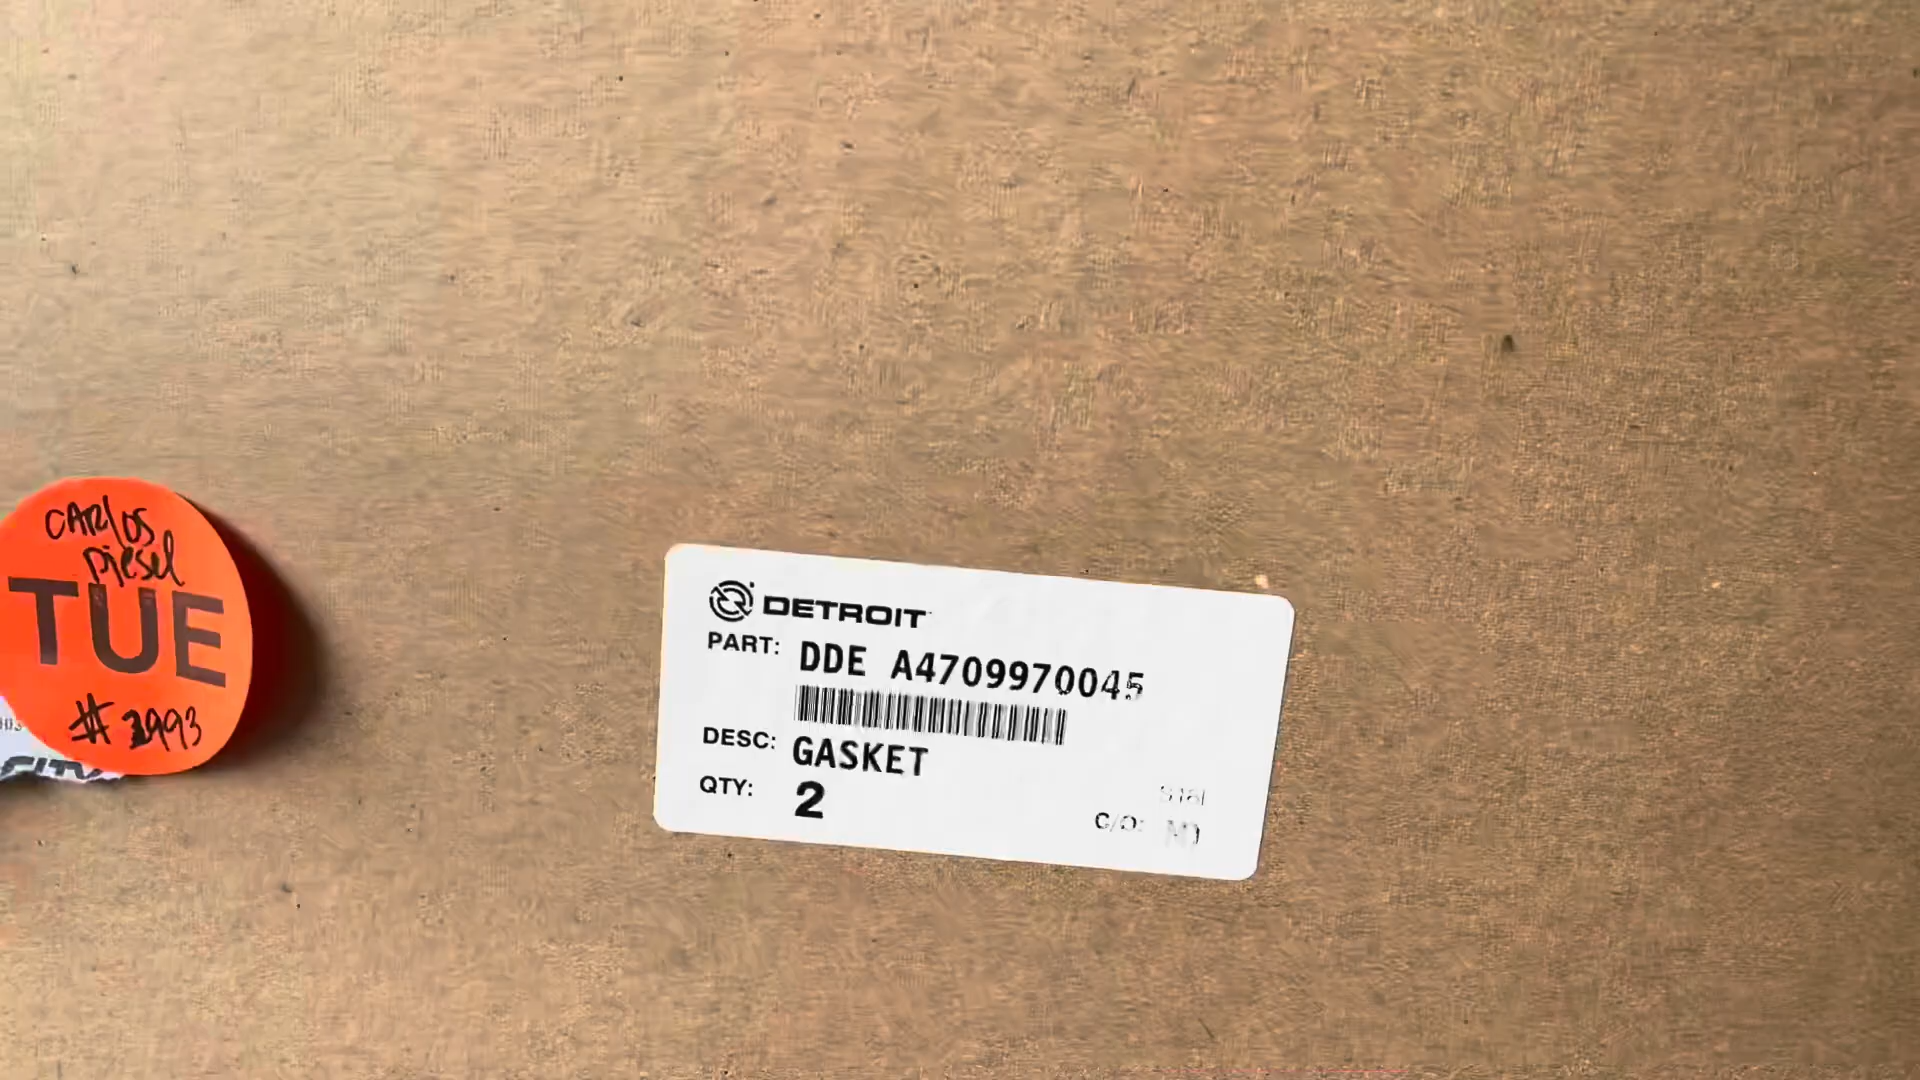 CARlOS
Diesel
TUE
# 3993
DETROIT
PART: DDE A4709970045
DESC: GASKET
QTY: 2
C/O: